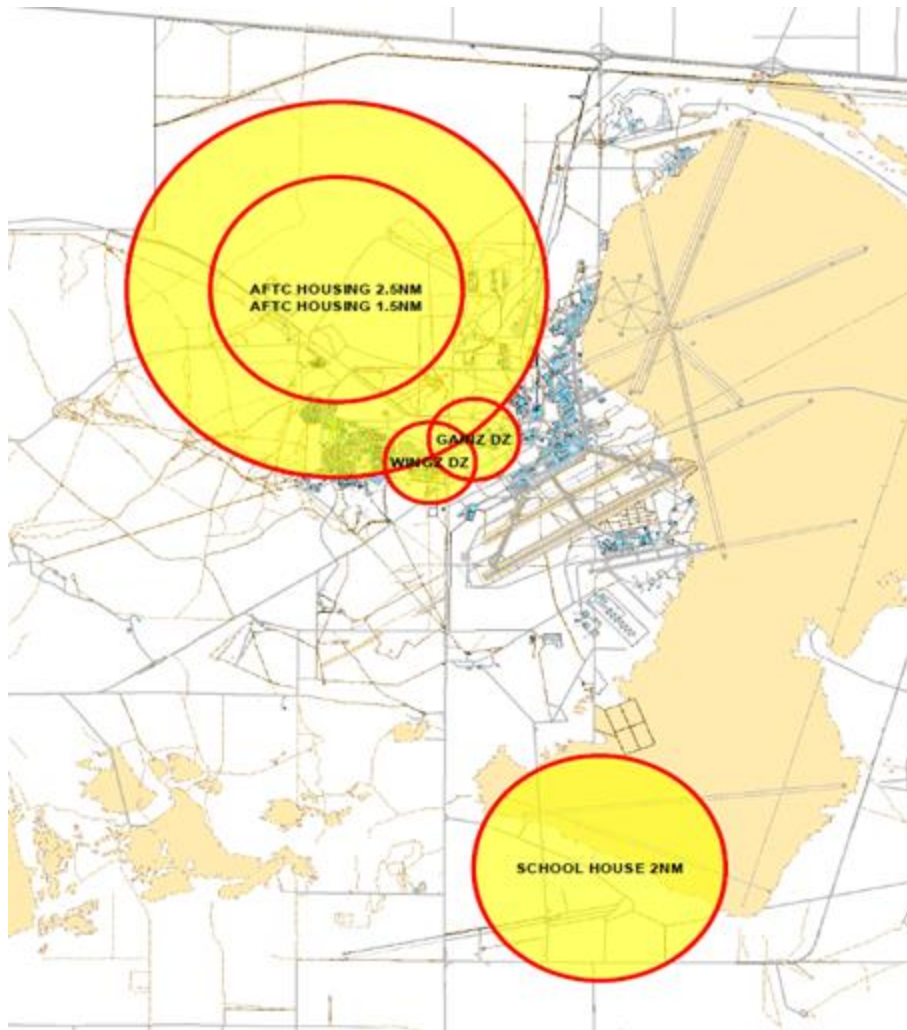 AFTC HOUSING 2.5NM
AFTC HOUSING 1.5NM
GAINZ DZ
WINGZ DZ
SCHOOL HOUSE 2NM